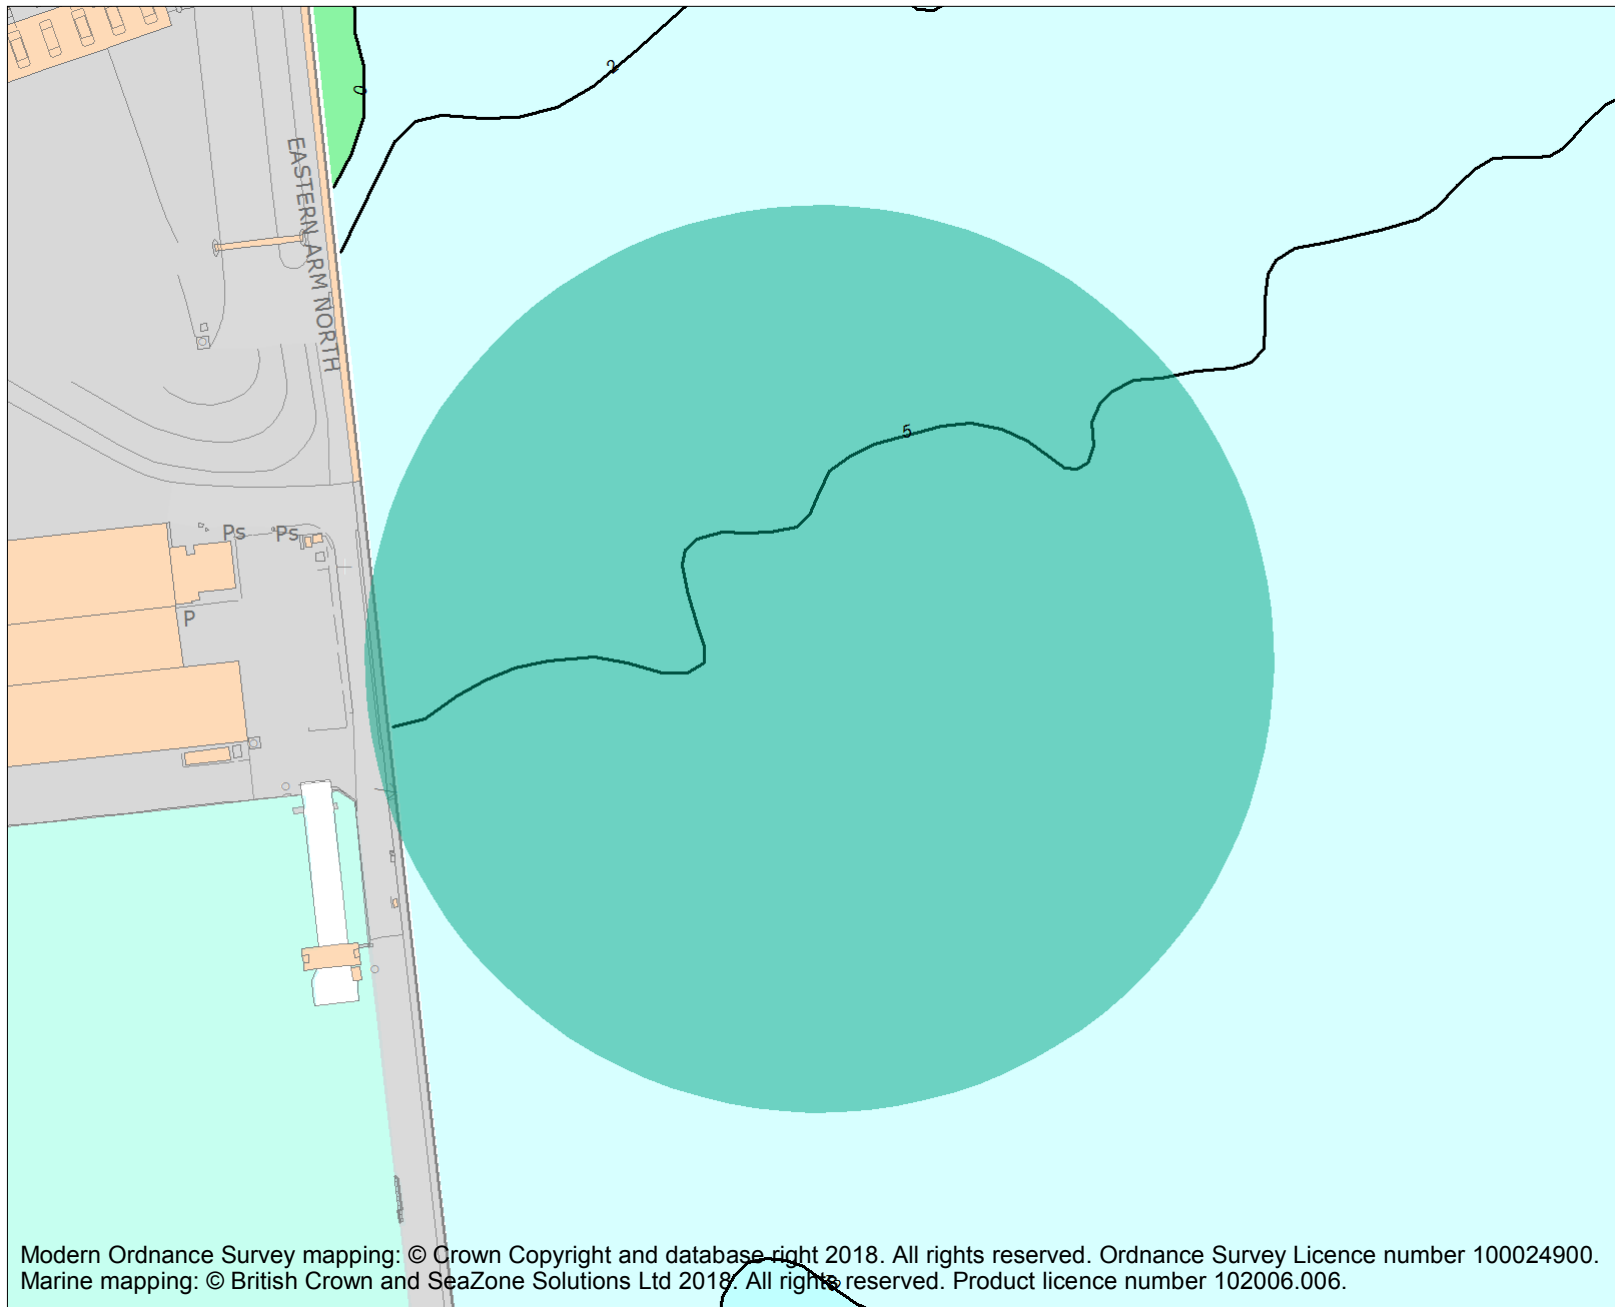 2
0
EASTERN ARM NORTH
5
Ps
Ps
P
Modern Ordnance Survey mapping: © Crown Copyright and database right 2018. All rights reserved. Ordnance Survey Licence number 100024900.
Marine mapping: © British Crown and SeaZone Solutions Ltd 2018. All rights reserved. Product licence number 102006.006.